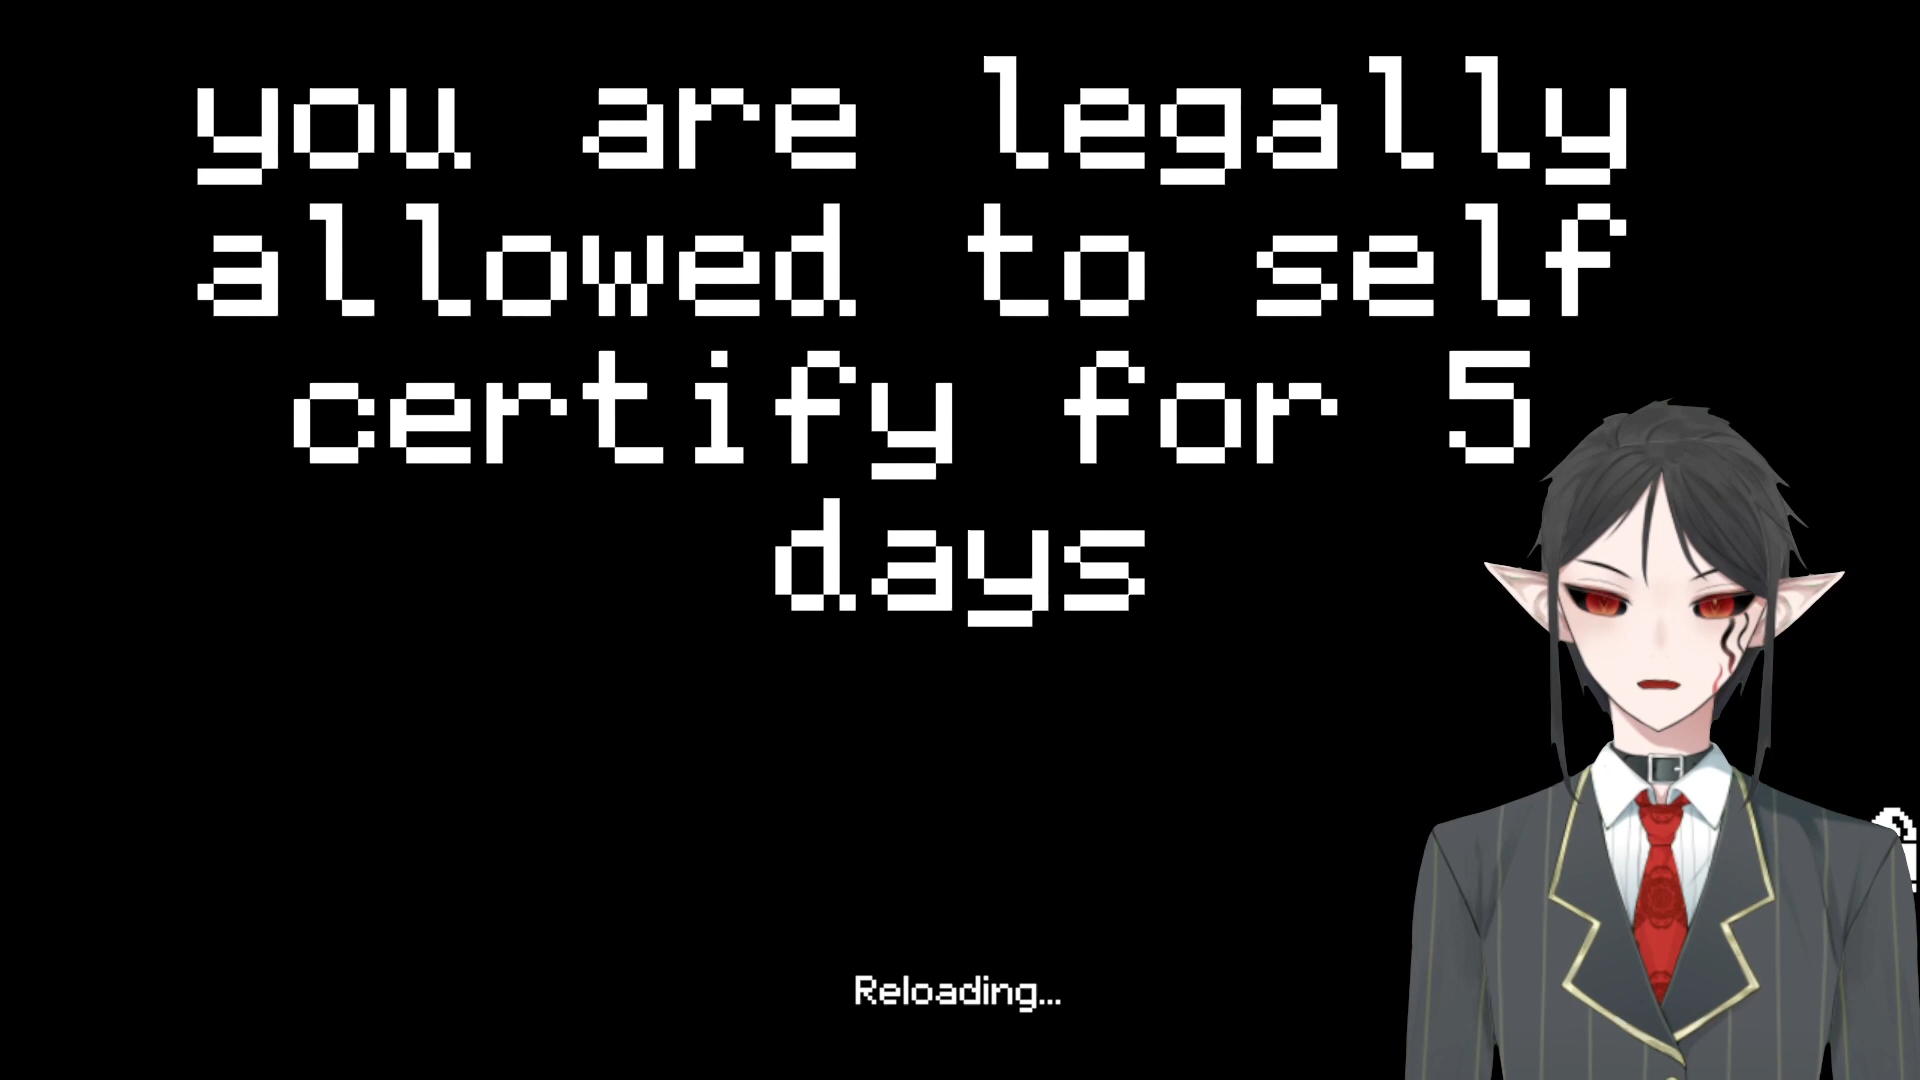 you are legally
allowed to self
certify for 5
days
Reloading...